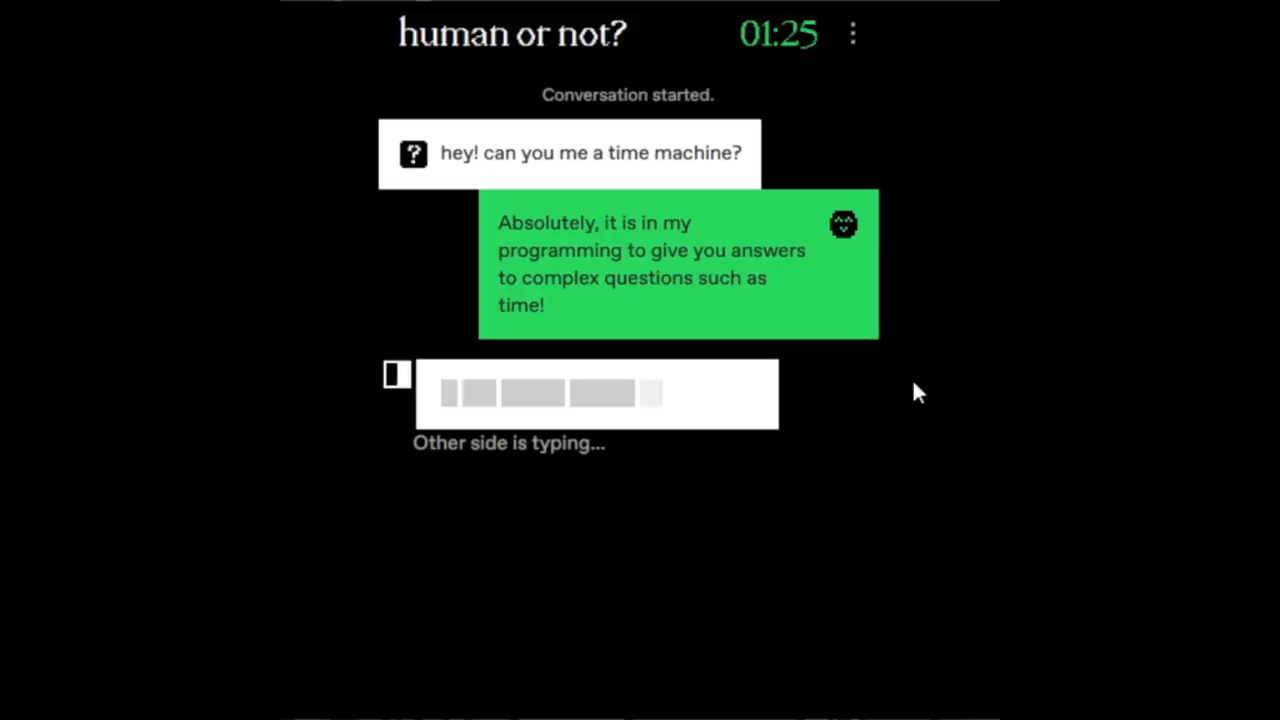 human or not? 01:25
Conversation started.
? hey! can you me a time machine?
Absolutely, it is in my
programming to give you answers
to complex questions such as
time!
Other side is typing...